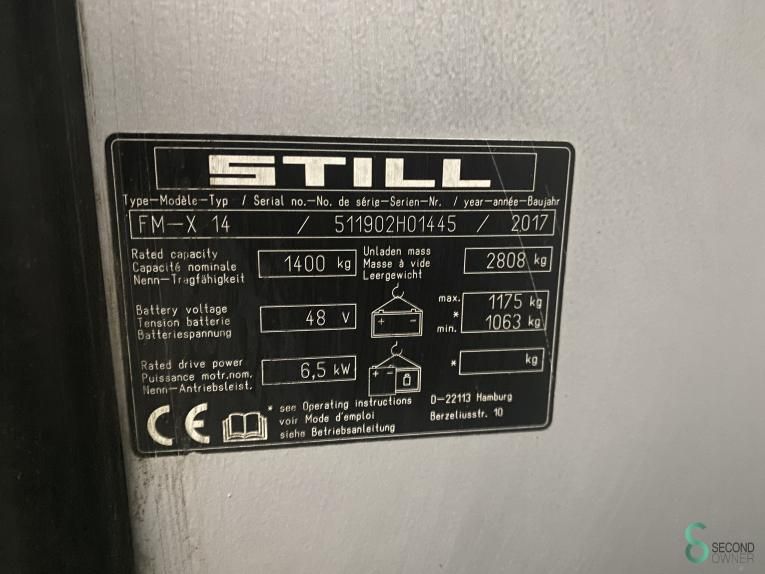 STILL
Type-Modèle-Typ / Serial no.-No. de série-Serien-Nr. / year-année-Baujahr
FM-X 14 / 511902H01445 / 2017
Rated capacity
Capacité nominale
Nenn-Tragfähigkeit
1400 kg
Unladen mass
Masse à vide
Leergewicht
2808 kg
Battery voltage
Tension batterie
Batteriespannung
48 V
+ -
max. 1175 kg
*
min. 1063 kg
Rated drive power
Puissance motr.nom.
Nenn-Antriebsleist.
6,5 kW
+ -
* kg
CE
* see Operating instructions
voir Mode d'emploi
siehe Betriebsanleitung
D-22113 Hamburg
Berzeliusstr. 10
SECOND
OWNER